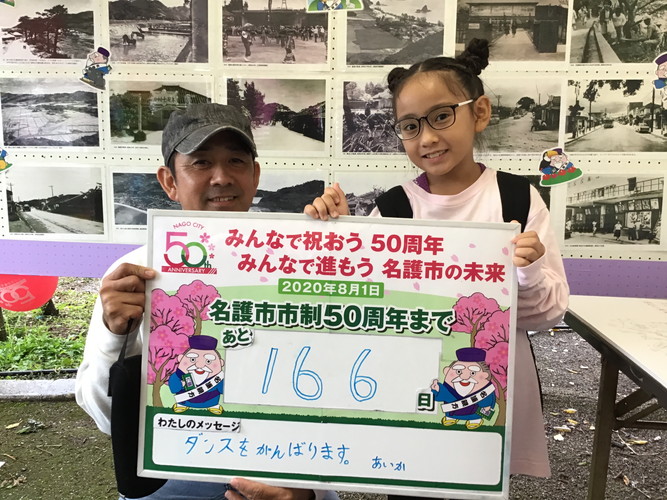 NAGO CITY
50th
ANNIVERSARY
みんなで祝おう 50周年
みんなで進もう 名護市の未来
2020年8月1日
名護市市制50周年まで
あと
166
日
わたしのメッセージ
ダンスをがんばります。 あいか